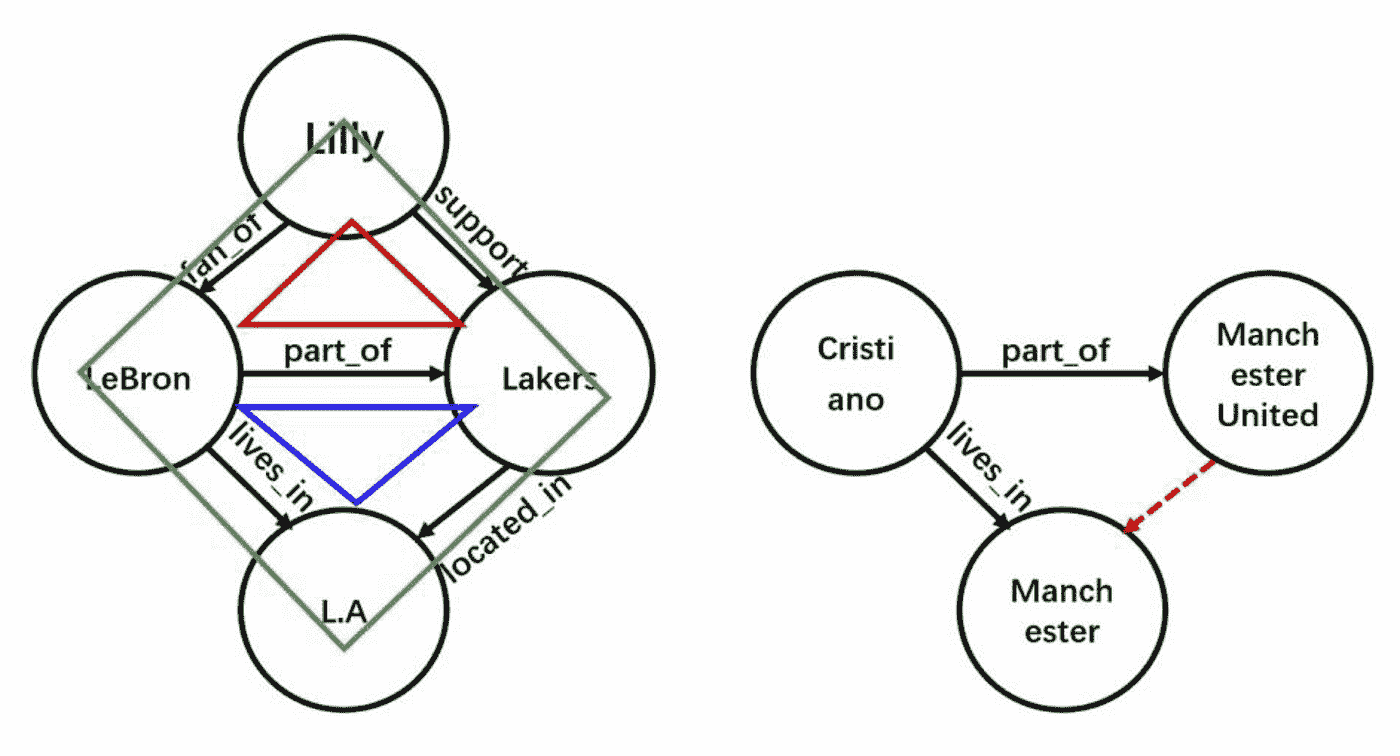 Lilly
fan_of
support
LeBron
part_of
Lakers
lives_in
located_in
L.A
Cristi
ano
part_of
Manch
ester
United
lives_in
Manch
ester